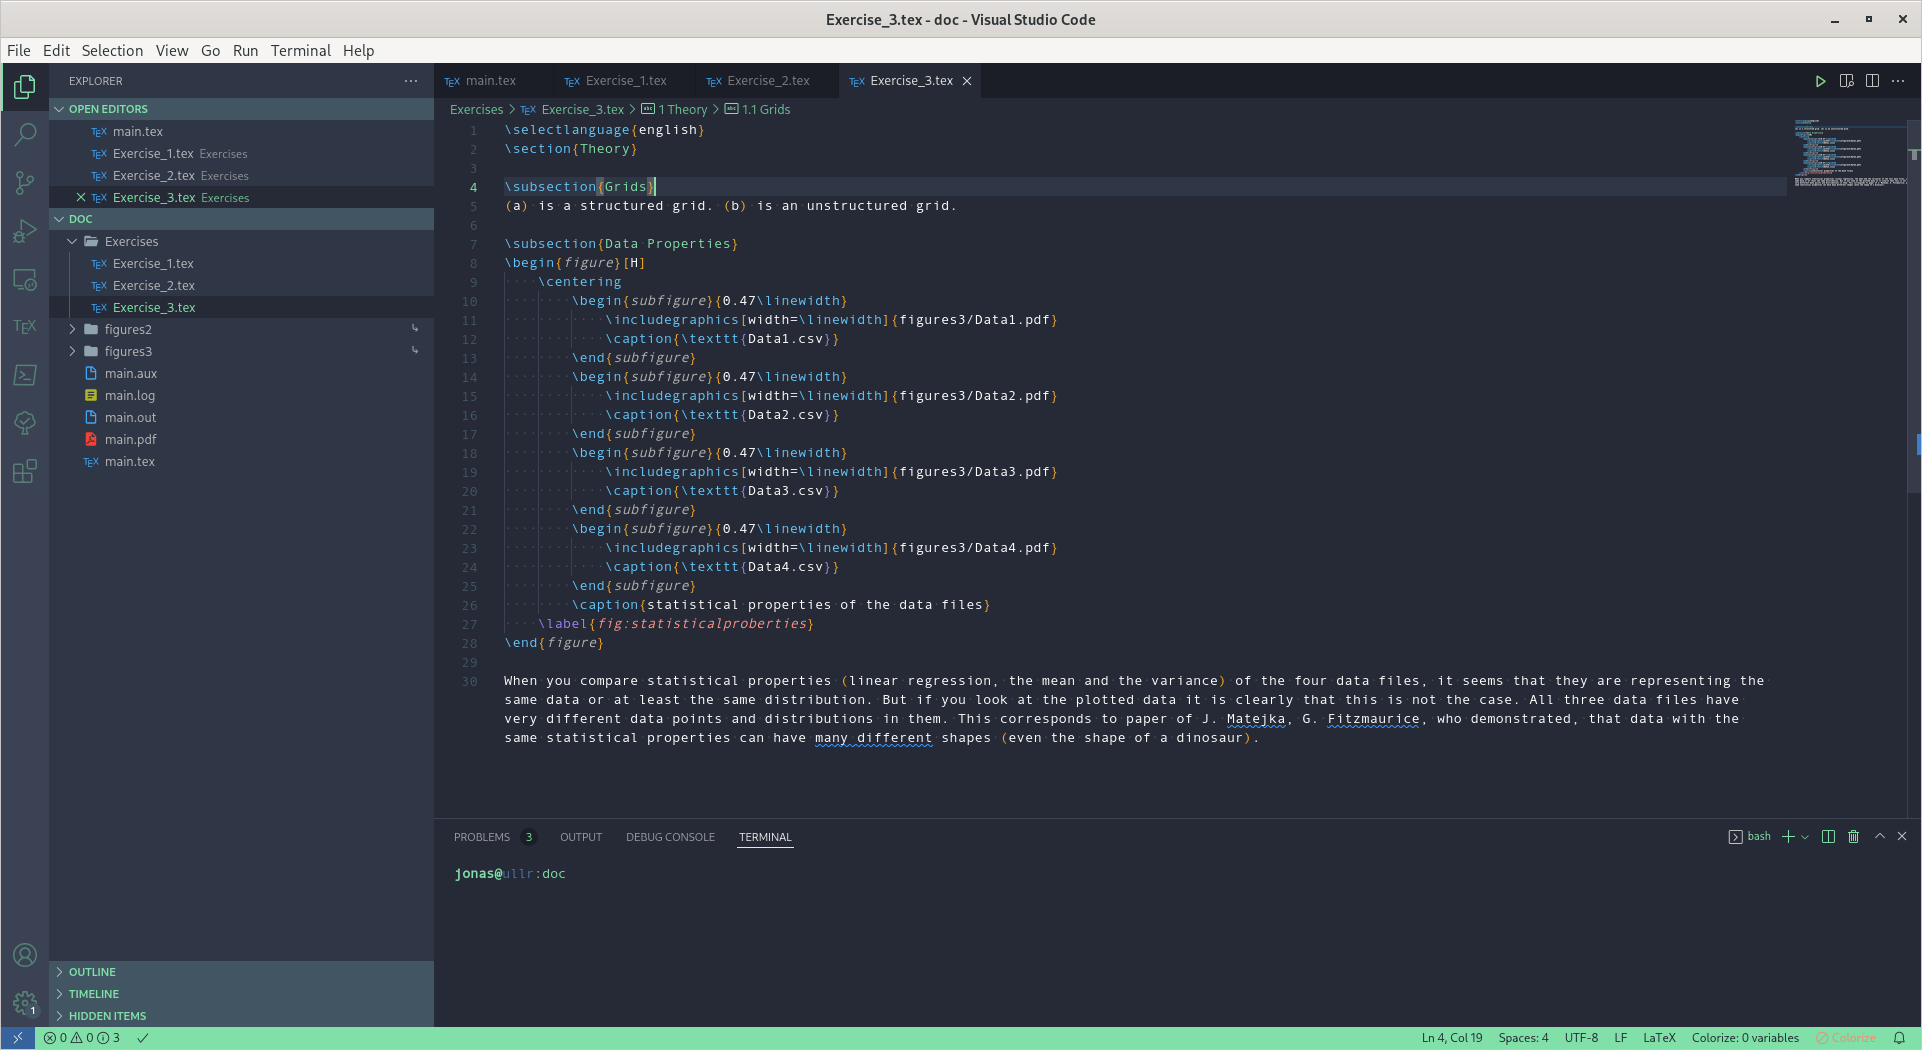 Exercise_3.tex - doc - Visual Studio Code
File Edit Selection View Go Run Terminal Help
EXPLORER
OPEN EDITORS
main.tex
Exercise_1.tex Exercises
Exercise_2.tex Exercises
Exercise_3.tex Exercises
DOC
Exercises
Exercise_1.tex
Exercise_2.tex
Exercise_3.tex
figures2
figures3
main.aux
main.log
main.out
main.pdf
main.tex
OUTLINE
TIMELINE
HIDDEN ITEMS
main.tex Exercise_1.tex Exercise_2.tex Exercise_3.tex
Exercises > Exercise_3.tex > 1 Theory > 1.1 Grids
1 \selectlanguage{english}
2 \section{Theory}
3
4 \subsection{Grids}
5 (a) is a structured grid. (b) is an unstructured grid.
6
7 \subsection{Data Properties}
8 \begin{figure}[H]
9 \centering
10 \begin{subfigure}{0.47\linewidth}
11 \includegraphics[width=\linewidth]{figures3/Data1.pdf}
12 \caption{\texttt{Data1.csv}}
13 \end{subfigure}
14 \begin{subfigure}{0.47\linewidth}
15 \includegraphics[width=\linewidth]{figures3/Data2.pdf}
16 \caption{\texttt{Data2.csv}}
17 \end{subfigure}
18 \begin{subfigure}{0.47\linewidth}
19 \includegraphics[width=\linewidth]{figures3/Data3.pdf}
20 \caption{\texttt{Data3.csv}}
21 \end{subfigure}
22 \begin{subfigure}{0.47\linewidth}
23 \includegraphics[width=\linewidth]{figures3/Data4.pdf}
24 \caption{\texttt{Data4.csv}}
25 \end{subfigure}
26 \caption{statistical properties of the data files}
27 \label{fig:statisticalproberties}
28 \end{figure}
29
30 When you compare statistical properties (linear regression, the mean and the variance) of the four data files, it seems that they are representing the
same data or at least the same distribution. But if you look at the plotted data it is clearly that this is not the case. All three data files have
very different data points and distributions in them. This corresponds to paper of J. Matejka, G. Fitzmaurice, who demonstrated, that data with the
same statistical properties can have many different shapes (even the shape of a dinosaur).
PROBLEMS 3 OUTPUT DEBUG CONSOLE TERMINAL
bash
jonas@ullr:doc
1
0 0 3
Ln 4, Col 19 Spaces: 4 UTF-8 LF LaTeX Colorize: 0 variables Colorize